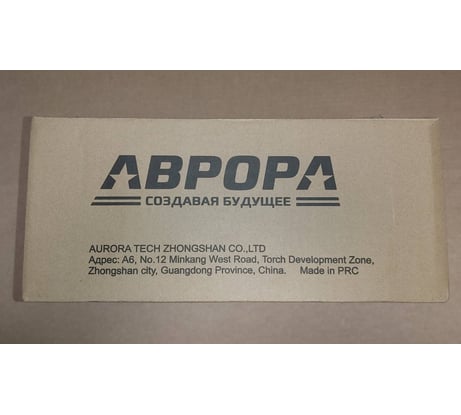 АВРОРА
СОЗДАВАЯ БУДУЩЕЕ
AURORA TECH ZHONGSHAN CO.,LTD
Адрес: A6, No.12 Minkang West Road, Torch Development Zone,
Zhongshan city, Guangdong Province, China. Made in PRC